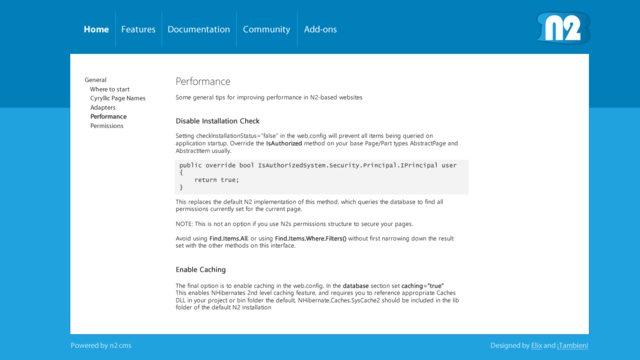 Home Features Documentation Community Add-ons
n2
General
Where to start
Cyryllic Page Names
Adapters
Performance
Permissions
Performance
Some general tips for improving performance in N2-based websites
Disable Installation Check
Setting checkInstallationStatus="false" in the web.config will prevent all items being queried on
application startup. Override the IsAuthorized method on your base Page/Part types AbstractPage and
AbstractItem usually.
public override bool IsAuthorizedSystem.Security.Principal.IPrincipal user
{
return true;
}
This replaces the default N2 implementation of this method, which queries the database to find all
permissions currently set for the current page.
NOTE: This is not an option if you use N2s permissions structure to secure your pages.
Avoid using Find.Items.All, or using Find.Items.Where.Filters() without first narrowing down the result
set with the other methods on this interface.
Enable Caching
The final option is to enable caching in the web.config. In the database section set caching="true"
This enables NHibernates 2nd level caching feature, and requires you to reference appropriate Caches
DLL in your project or bin folder the default, NHibernate.Caches.SysCache2 should be included in the lib
folder of the default N2 installation
Powered by n2 cms
Designed by Elix and ¡Tambien!